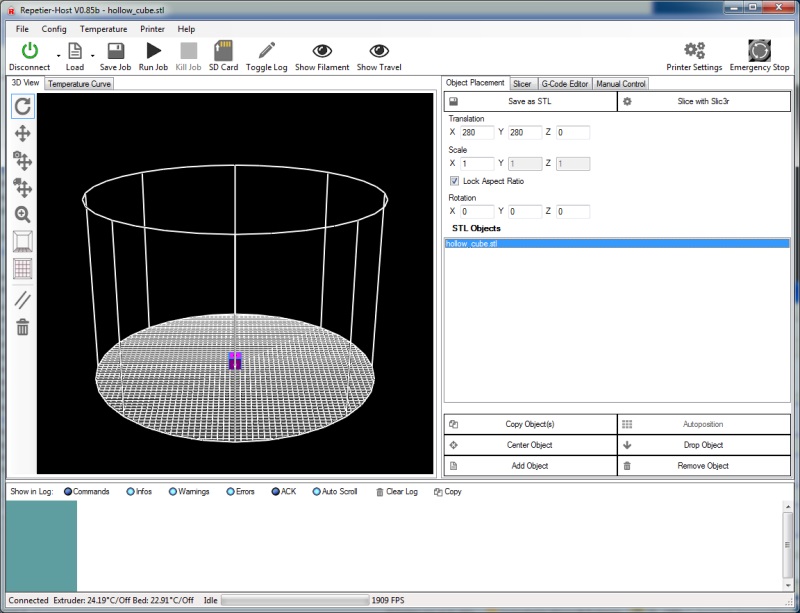 Repetier-Host V0.85b - hollow_cube.stl
File Config Temperature Printer Help
Disconnect Load Save Job Run Job Kill Job SD Card Toggle Log Show Filament Show Travel Printer Settings Emergency Stop
3D View Temperature Curve
Object Placement Slicer G-Code Editor Manual Control
Save as STL Slice with Slic3r
Translation
X 280 Y 280 Z 0
Scale
X 1 Y 1 Z 1
Lock Aspect Ratio
Rotation
X 0 Y 0 Z 0
STL Objects
hollow_cube.stl
Copy Object(s) Autoposition
Center Object Drop Object
Add Object Remove Object
Show in Log: Commands Infos Warnings Errors ACK Auto Scroll Clear Log Copy
Connected Extruder: 24.19°C/Off Bed: 22.91°C/Off Idle 1909 FPS